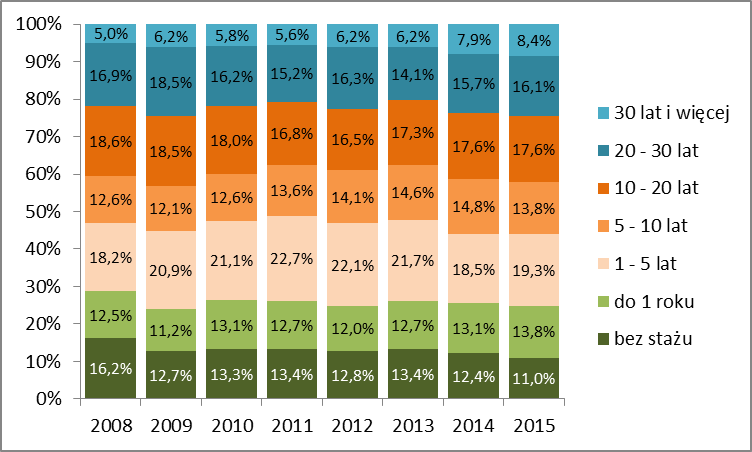 100%
90%
80%
70%
60%
50%
40%
30%
20%
10%
0%
5,0% 6,2% 5,8% 5,6% 6,2% 6,2% 7,9% 8,4%
16,9% 18,5% 16,2% 15,2% 16,3% 14,1% 15,7% 16,1%
18,6% 18,5% 18,0% 16,8% 16,5% 17,3% 17,6% 17,6%
12,6% 12,1% 12,6% 13,6% 14,1% 14,6% 14,8% 13,8%
18,2% 20,9% 21,1% 22,7% 22,1% 21,7% 18,5% 19,3%
12,5% 11,2% 13,1% 12,7% 12,0% 12,7% 13,1% 13,8%
16,2% 12,7% 13,3% 13,4% 12,8% 13,4% 12,4% 11,0%
2008 2009 2010 2011 2012 2013 2014 2015
30 lat i więcej
20 - 30 lat
10 - 20 lat
5 - 10 lat
1 - 5 lat
do 1 roku
bez stażu